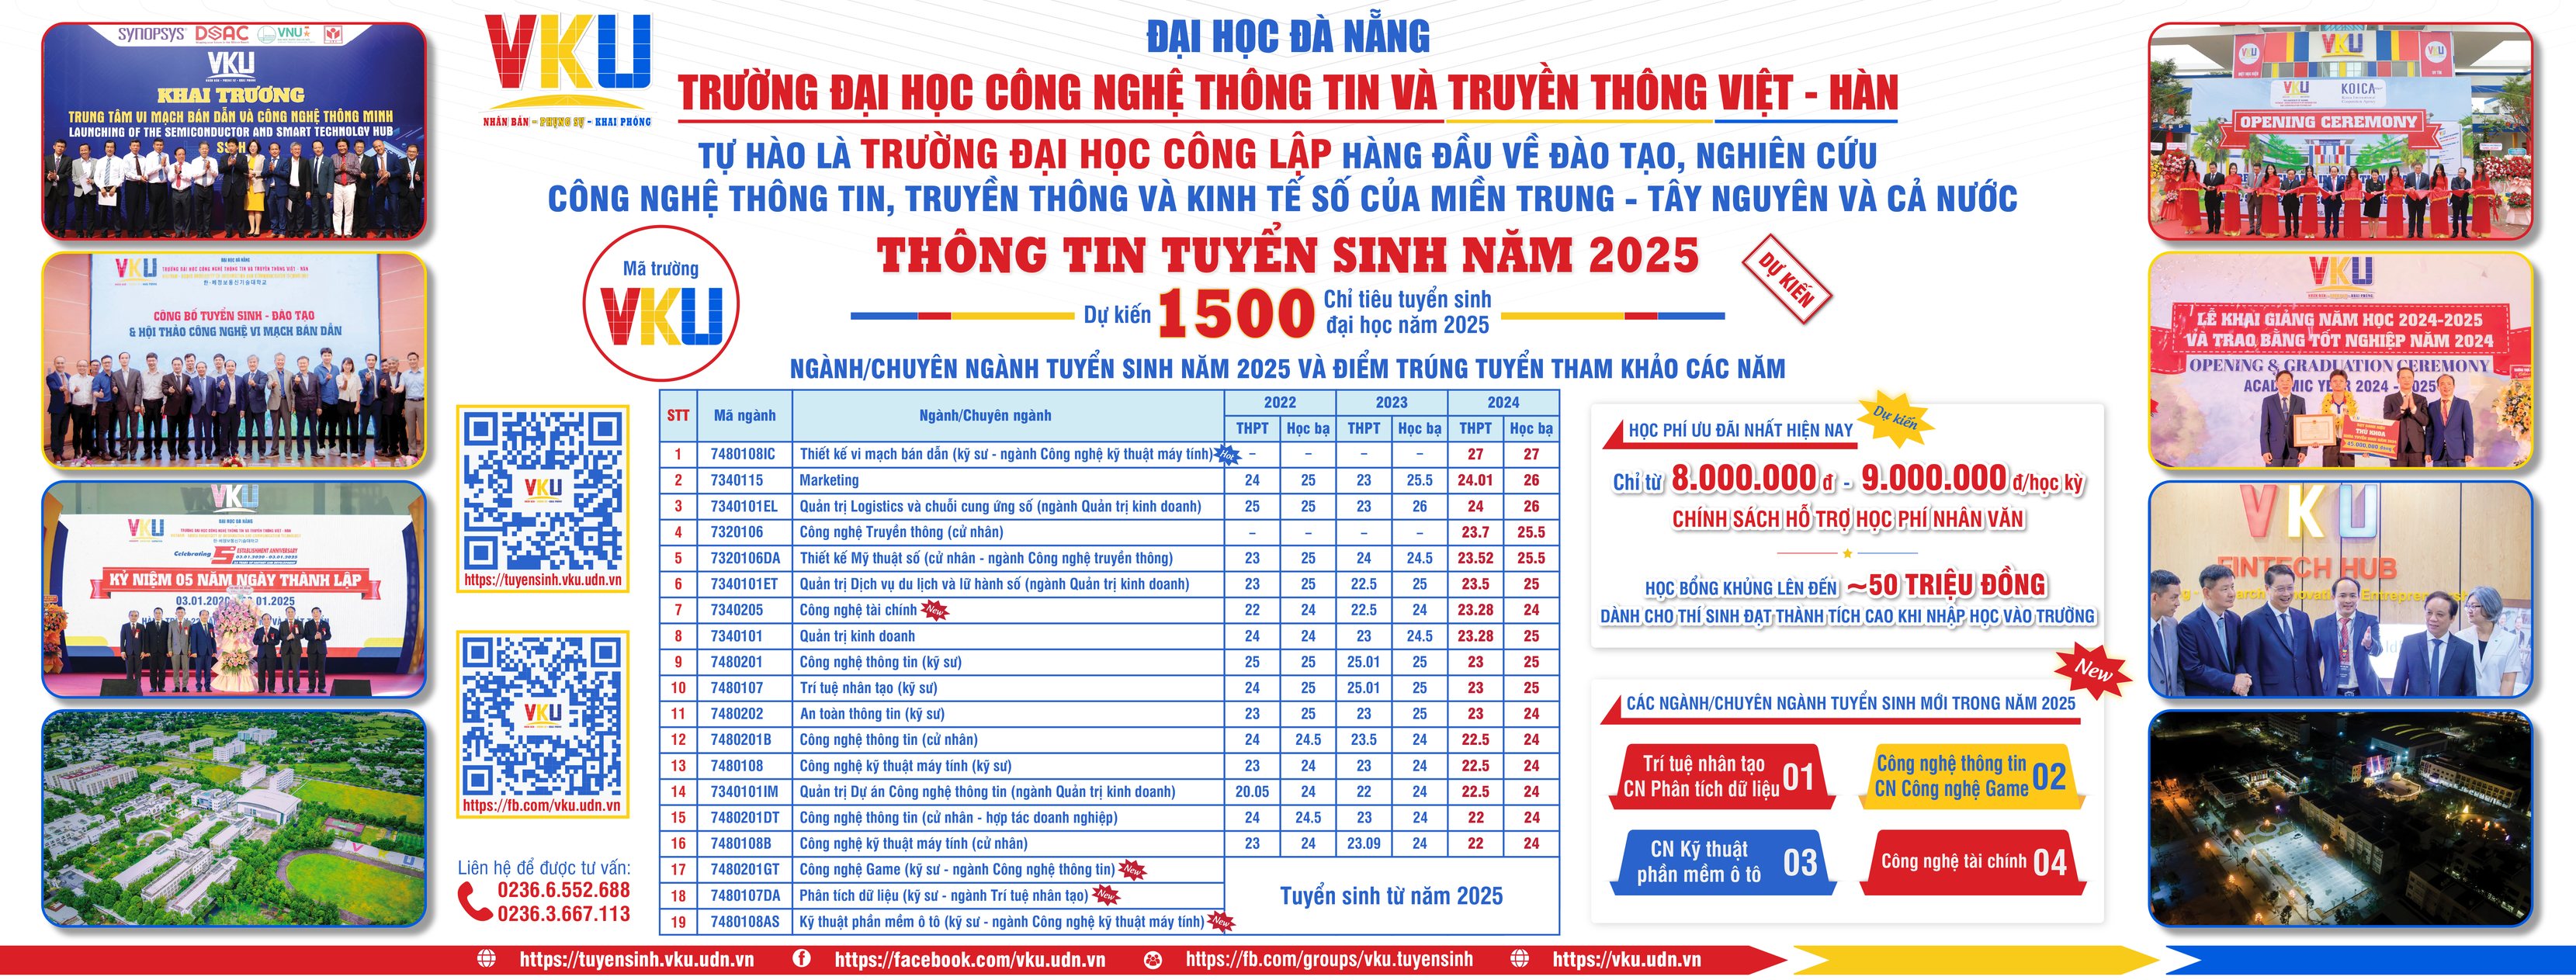 ĐẠI HỌC ĐÀ NẴNG
TRƯỜNG ĐẠI HỌC CÔNG NGHỆ THÔNG TIN VÀ TRUYỀN THÔNG VIỆT - HÀN
VKU
NHÂN BẢN – PHỤNG SỰ – KHAI PHÓNG
TỰ HÀO LÀ TRƯỜNG ĐẠI HỌC CÔNG LẬP HÀNG ĐẦU VỀ ĐÀO TẠO, NGHIÊN CỨU
CÔNG NGHỆ THÔNG TIN, TRUYỀN THÔNG VÀ KINH TẾ SỐ CỦA MIỀN TRUNG - TÂY NGUYÊN VÀ CẢ NƯỚC
THÔNG TIN TUYỂN SINH NĂM 2025
DỰ KIẾN
Mã trường
VKU
Dự kiến 1500 Chỉ tiêu tuyển sinh
đại học năm 2025
NGÀNH/CHUYÊN NGÀNH TUYỂN SINH NĂM 2025 VÀ ĐIỂM TRÚNG TUYỂN THAM KHẢO CÁC NĂM
STT Mã ngành Ngành/Chuyên ngành 2022 2023 2024
THPT Học bạ THPT Học bạ THPT Học bạ
1 7480108IC Thiết kế vi mạch bán dẫn (kỹ sư - ngành Công nghệ kỹ thuật máy tính) Hot – – – – 27 27
2 7340115 Marketing 24 25 23 25.5 24.01 26
3 7340101EL Quản trị Logistics và chuỗi cung ứng số (ngành Quản trị kinh doanh) 25 25 23 26 24 26
4 7320106 Công nghệ Truyền thông (cử nhân) – – – – 23.7 25.5
5 7320106DA Thiết kế Mỹ thuật số (cử nhân - ngành Công nghệ truyền thông) 23 25 24 24.5 23.52 25.5
6 7340101ET Quản trị Dịch vụ du lịch và lữ hành số (ngành Quản trị kinh doanh) 23 25 22.5 25 23.5 25
7 7340205 Công nghệ tài chính New 22 24 22.5 24 23.28 24
8 7340101 Quản trị kinh doanh 24 24 23 24.5 23.28 25
9 7480201 Công nghệ thông tin (kỹ sư) 25 25 25.01 25 23 25
10 7480107 Trí tuệ nhân tạo (kỹ sư) 24 25 25.01 25 23 25
11 7480202 An toàn thông tin (kỹ sư) 23 25 23 25 23 24
12 7480201B Công nghệ thông tin (cử nhân) 24 24.5 23.5 24 22.5 24
13 7480108 Công nghệ kỹ thuật máy tính (kỹ sư) 23 24 23 24 22.5 24
14 7340101IM Quản trị Dự án Công nghệ thông tin (ngành Quản trị kinh doanh) 20.05 24 22 24 22.5 24
15 7480201DT Công nghệ thông tin (cử nhân - hợp tác doanh nghiệp) 24 24.5 23 24 22 24
16 7480108B Công nghệ kỹ thuật máy tính (cử nhân) 23 24 23.09 24 22 24
17 7480201GT Công nghệ Game (kỹ sư - ngành Công nghệ thông tin) New
18 7480107DA Phân tích dữ liệu (kỹ sư - ngành Trí tuệ nhân tạo) New
19 7480108AS Kỹ thuật phần mềm ô tô (kỹ sư - ngành Công nghệ kỹ thuật máy tính) New
Tuyển sinh từ năm 2025
https://tuyensinh.vku.udn.vn
https://fb.com/vku.udn.vn
Liên hệ để được tư vấn:
0236.6.552.688
0236.3.667.113
HỌC PHÍ ƯU ĐÃI NHẤT HIỆN NAY
Dự kiến
Chỉ từ 8.000.000 đ - 9.000.000 đ/học kỳ
CHÍNH SÁCH HỖ TRỢ HỌC PHÍ NHÂN VĂN
HỌC BỔNG KHỦNG LÊN ĐẾN ~50 TRIỆU ĐỒNG
DÀNH CHO THÍ SINH ĐẠT THÀNH TÍCH CAO KHI NHẬP HỌC VÀO TRƯỜNG
New
CÁC NGÀNH/CHUYÊN NGÀNH TUYỂN SINH MỚI TRONG NĂM 2025
Trí tuệ nhân tạo
CN Phân tích dữ liệu 01
Công nghệ thông tin
CN Công nghệ Game 02
CN Kỹ thuật
phần mềm ô tô 03
Công nghệ tài chính 04
SYNOPSYS DSAC VNU
VKU
KHAI TRƯƠNG
TRUNG TÂM VI MẠCH BÁN DẪN VÀ CÔNG NGHỆ THÔNG MINH
LAUNCHING OF THE SEMICONDUCTOR AND SMART TECHNOLGY HUB
VKU
CÔNG BỐ TUYỂN SINH - ĐÀO TẠO
& HỘI THẢO CÔNG NGHỆ VI MẠCH BÁN DẪN
VKU
VKU
Celebrating 5 ESTABLISHMENT ANNIVERSARY
KỶ NIỆM 05 NĂM NGÀY THÀNH LẬP
VKU
VKU KOICA
OPENING CEREMONY
VKU
LỄ KHAI GIẢNG NĂM HỌC 2024-2025
VÀ TRAO BẰNG TỐT NGHIỆP NĂM 2024
OPENING & GRADUATION CEREMONY
THỦ KHOA
VKU
FINTECH HUB
https://tuyensinh.vku.udn.vn
https://facebook.com/vku.udn.vn
https://fb.com/groups/vku.tuyensinh
https://vku.udn.vn